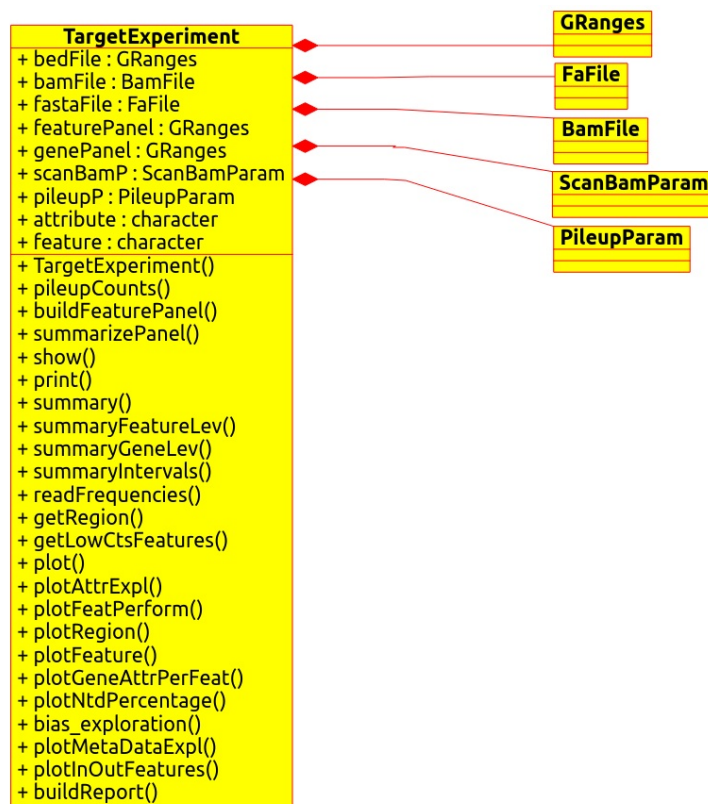 TargetExperiment
+ bedFile : GRanges
+ bamFile : BamFile
+ fastaFile : FaFile
+ featurePanel : GRanges
+ genePanel : GRanges
+ scanBamP : ScanBamParam
+ pileupP : PileupParam
+ attribute : character
+ feature : character
+ TargetExperiment()
+ pileupCounts()
+ buildFeaturePanel()
+ summarizePanel()
+ show()
+ print()
+ summary()
+ summaryFeatureLev()
+ summaryGeneLev()
+ summaryIntervals()
+ readFrequencies()
+ getRegion()
+ getLowCtsFeatures()
+ plot()
+ plotAttrExpl()
+ plotFeatPerform()
+ plotRegion()
+ plotFeature()
+ plotGeneAttrPerFeat()
+ plotNtdPercentage()
+ bias_exploration()
+ plotMetaDataExpl()
+ plotInOutFeatures()
+ buildReport()
GRanges
FaFile
BamFile
ScanBamParam
PileupParam